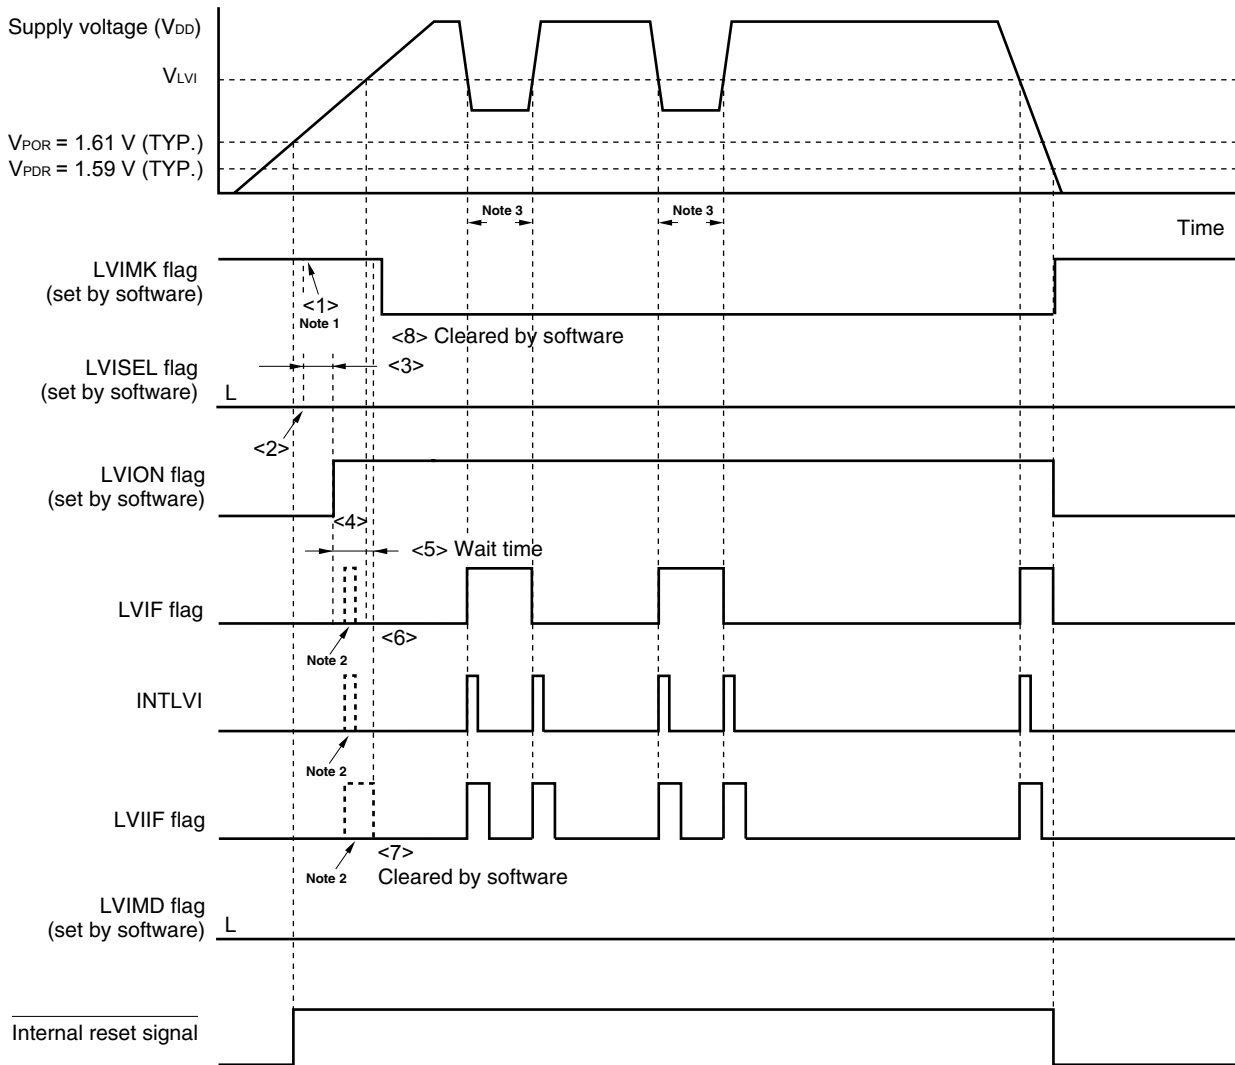 Supply voltage (VDD)
VLVI
VPOR = 1.61 V (TYP.)
VPDR = 1.59 V (TYP.)
Note 3
Note 3
Time
LVIMK flag
(set by software)
<1>
Note 1
<8> Cleared by software
LVISEL flag
(set by software)
L
<3>
<2>
LVION flag
(set by software)
<4>
<5> Wait time
LVIF flag
<6>
Note 2
INTLVI
Note 2
LVIIF flag
<7>
Note 2
Cleared by software
LVIMD flag
(set by software)
L
Internal reset signal